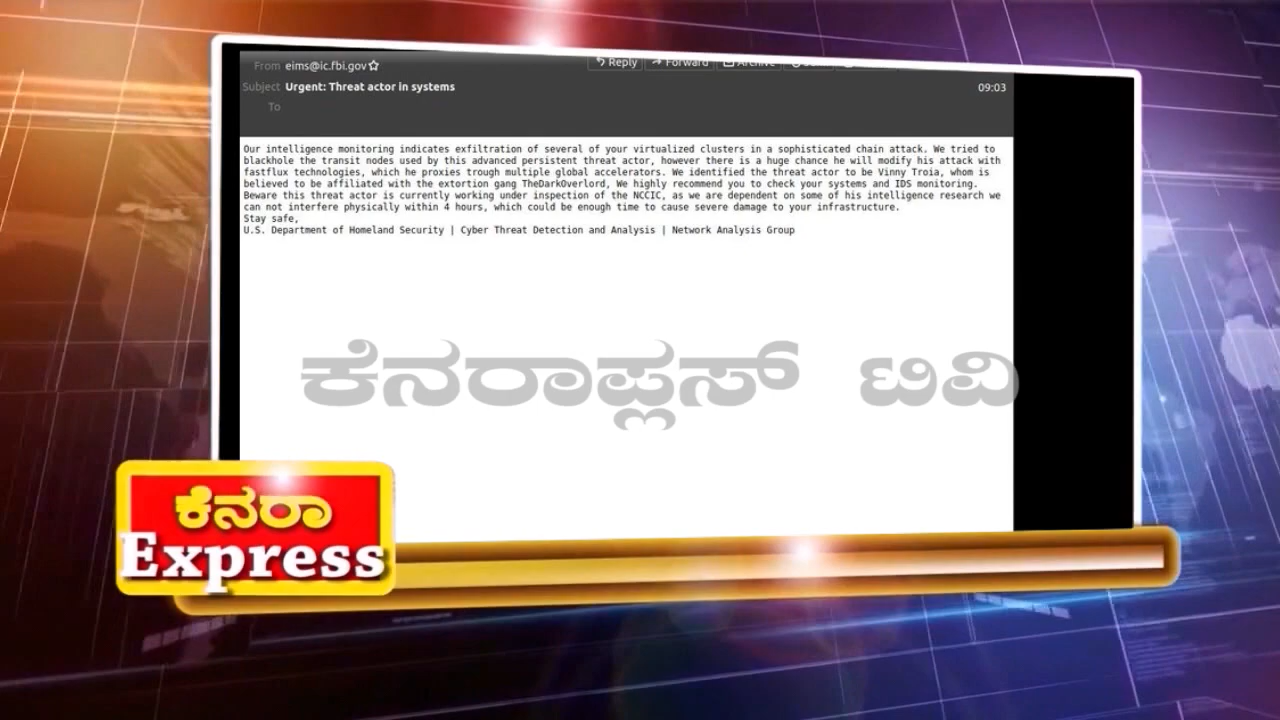 Reply Forward Archive
From eims@ic.fbi.gov
Subject Urgent: Threat actor in systems 09:03
To
Our intelligence monitoring indicates exfiltration of several of your virtualized clusters in a sophisticated chain attack. We tried to
blackhole the transit nodes used by this advanced persistent threat actor, however there is a huge chance he will modify his attack with
fastflux technologies, which he proxies trough multiple global accelerators. We identified the threat actor to be Vinny Troia, whom is
believed to be affiliated with the extortion gang TheDarkOverlord, We highly recommend you to check your systems and IDS monitoring.
Beware this threat actor is currently working under inspection of the NCCIC, as we are dependent on some of his intelligence research we
can not interfere physically within 4 hours, which could be enough time to cause severe damage to your infrastructure.
Stay safe,
U.S. Department of Homeland Security | Cyber Threat Detection and Analysis | Network Analysis Group
ಕೆನರಾಪ್ಲಸ್ ಟಿವಿ
ಕೆನರಾ
Express